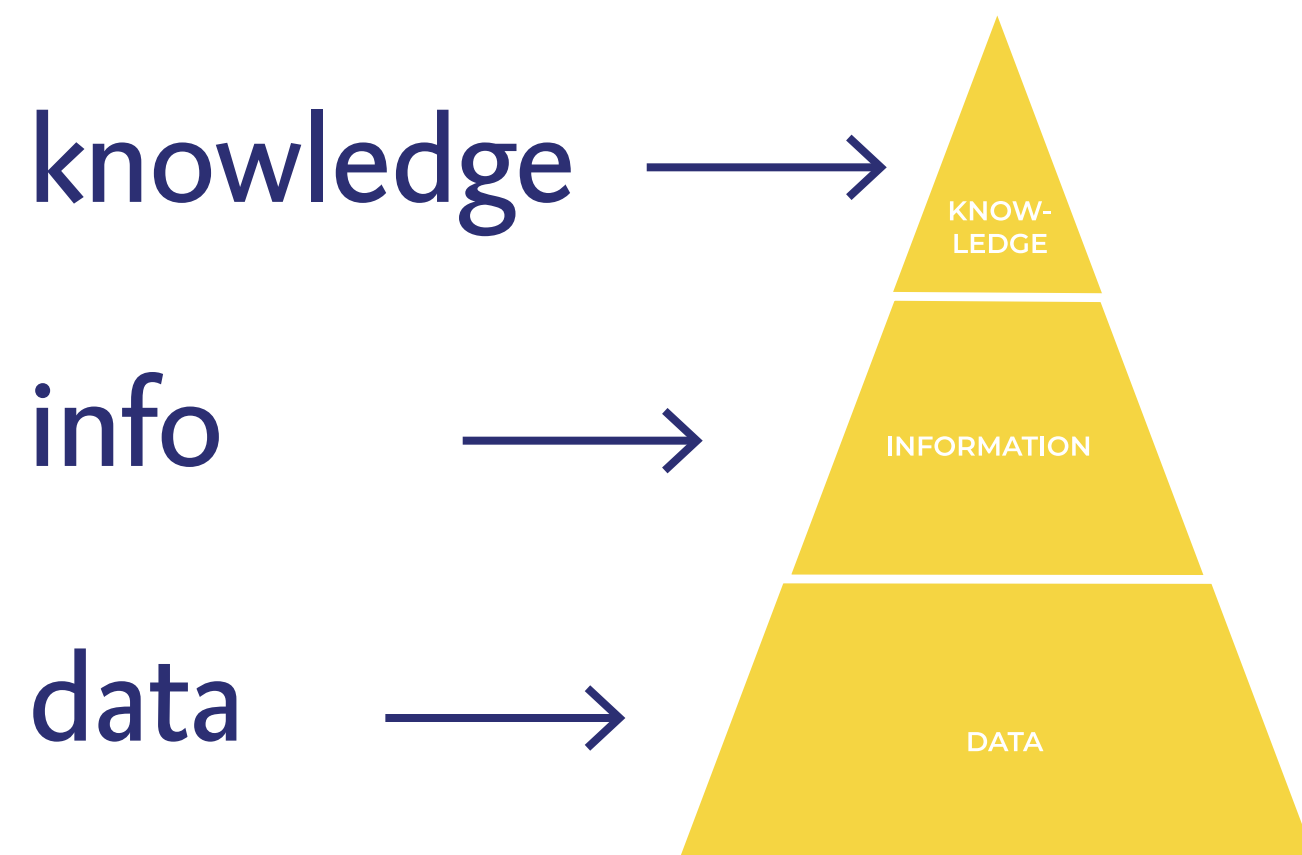 knowledge
KNOW-
LEDGE
info
INFORMATION
data
DATA